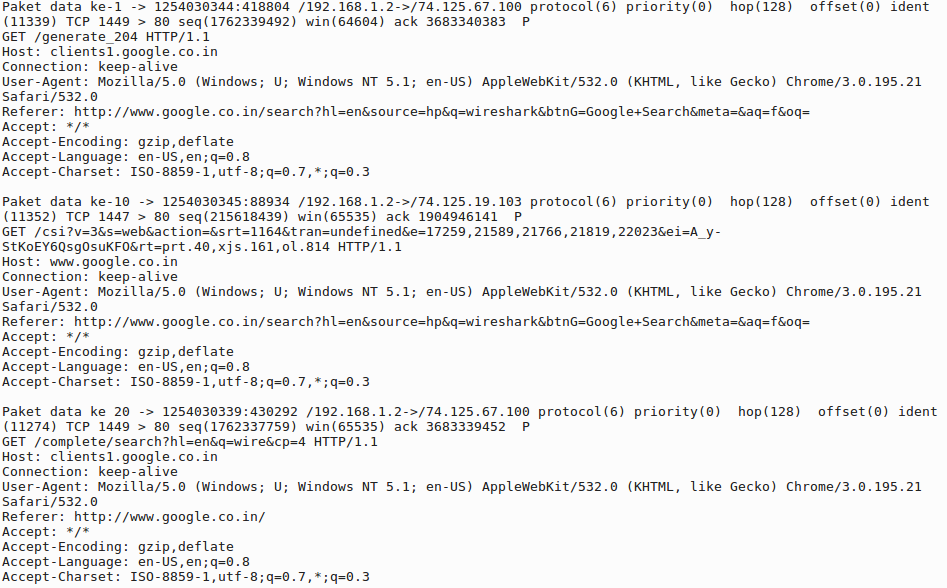 Paket data ke-1 -> 1254030344:418804 /192.168.1.2->/74.125.67.100 protocol(6) priority(0)  hop(128)  offset(0) ident
(11339) TCP 1449 > 80 seq(1762339492) win(64604) ack 3683340383  P
GET /generate_204 HTTP/1.1
Host: clients1.google.co.in
Connection: keep-alive
User-Agent: Mozilla/5.0 (Windows; U; Windows NT 5.1; en-US) AppleWebKit/532.0 (KHTML, like Gecko) Chrome/3.0.195.21
Safari/532.0
Referer: http://www.google.co.in/search?hl=en&source=hp&q=wireshark&btnG=Google+Search&meta=&aq=f&oq=
Accept: */*
Accept-Encoding: gzip,deflate
Accept-Language: en-US,en;q=0.8
Accept-Charset: ISO-8859-1,utf-8;q=0.7,*;q=0.3

Paket data ke-10 -> 1254030345:88934 /192.168.1.2->/74.125.19.103 protocol(6) priority(0)  hop(128)  offset(0) ident
(11352) TCP 1447 > 80 seq(215618439) win(65535) ack 1904946141  P
GET /csi?v=3&s=web&action=&srt=1164&tran=undefined&e=17259,21589,21766,21819,22023&ei=A_y-
StKoEY6QsgOsuKFO&rt=prt.40,xjs.161,ol.814 HTTP/1.1
Host: www.google.co.in
Connection: keep-alive
User-Agent: Mozilla/5.0 (Windows; U; Windows NT 5.1; en-US) AppleWebKit/532.0 (KHTML, like Gecko) Chrome/3.0.195.21
Safari/532.0
Referer: http://www.google.co.in/search?hl=en&source=hp&q=wireshark&btnG=Google+Search&meta=&aq=f&oq=
Accept: */*
Accept-Encoding: gzip,deflate
Accept-Language: en-US,en;q=0.8
Accept-Charset: ISO-8859-1,utf-8;q=0.7,*;q=0.3

Paket data ke 20 -> 1254030339:430292 /192.168.1.2->/74.125.67.100 protocol(6) priority(0)  hop(128)  offset(0) ident
(11274) TCP 1449 > 80 seq(1762337759) win(65535) ack 3683339452  P
GET /complete/search?hl=en&q=wire&cp=4 HTTP/1.1
Host: clients1.google.co.in
Connection: keep-alive
User-Agent: Mozilla/5.0 (Windows; U; Windows NT 5.1; en-US) AppleWebKit/532.0 (KHTML, like Gecko) Chrome/3.0.195.21
Safari/532.0
Referer: http://www.google.co.in/
Accept: */*
Accept-Encoding: gzip,deflate
Accept-Language: en-US,en;q=0.8
Accept-Charset: ISO-8859-1,utf-8;q=0.7,*;q=0.3